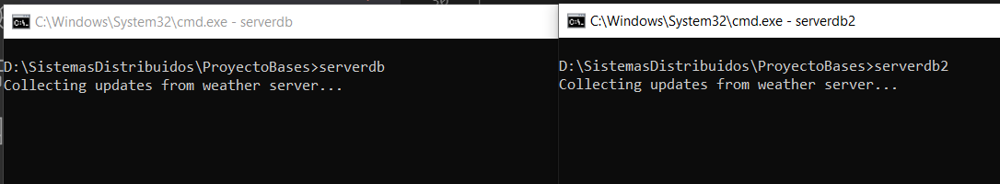 C:\Windows\System32\cmd.exe - serverdb
D:\SistemasDistribuidos\ProyectoBases>serverdb
Collecting updates from weather server...
C:\Windows\System32\cmd.exe - serverdb2
D:\SistemasDistribuidos\ProyectoBases>serverdb2
Collecting updates from weather server...